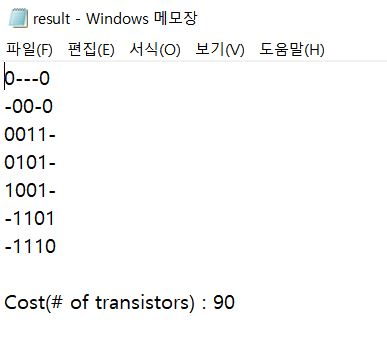 result - Windows 메모장
파일(F) 편집(E) 서식(O) 보기(V) 도움말(H)
0---0
-00-0
0011-
0101-
1001-
-1101
-1110
Cost(# of transistors) : 90